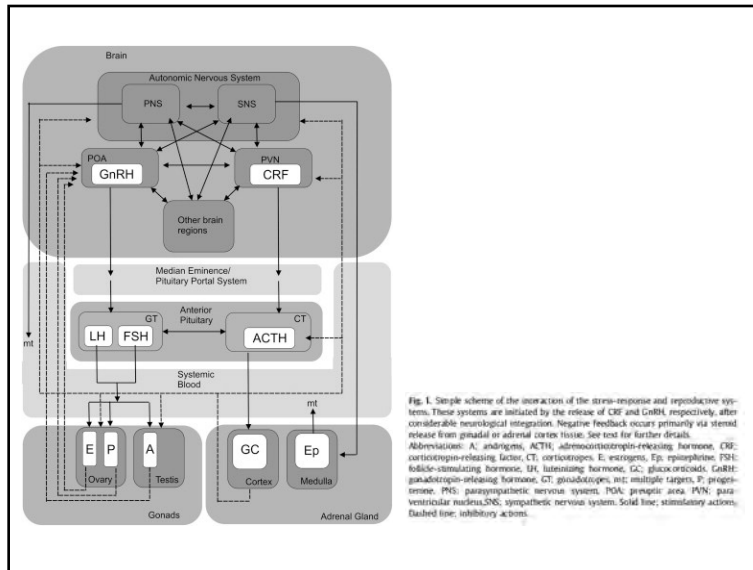 Brain
Autonomic Nervous System
PNS
SNS
POA
GnRH
PVN
CRF
Other brain
regions
Median Eminence/
Pituitary Portal System
Anterior
Pituitary
GT
LH
FSH
CT
ACTH
mt
Systemic
Blood
mt
E
P
A
Ovary
Testis
Gonads
GC
Ep
Cortex
Medulla
Adrenal Gland
Fig. 1. Simple scheme of the interaction of the stress-response and reproductive sys-
tems. These systems are initiated by the release of CRF and GnRH, respectively, after
considerable neurological integration. Negative feedback occurs primarily via steroid
release from gonadal or adrenal cortex tissue. See text for further details.
Abbreviations: A; androgens, ACTH; adrenocorticotropin-releasing hormone, CRF;
corticotropin-releasing factor, CT; corticotropes, E; estrogens, Ep; epinephrine, FSH;
follicle-stimulating hormone, LH, luteinizing hormone, GC; glucocorticoids, GnRH;
gonadotropin-releasing hormone, GT; gonadotropes, mt; multiple targets, P; proges-
terone, PNS; parasympathetic nervous system, POA; preoptic area, PVN; para-
ventricular nucleus, SNS; sympathetic nervous system. Solid line; stimulatory actions,
Dashed line; inhibitory actions.